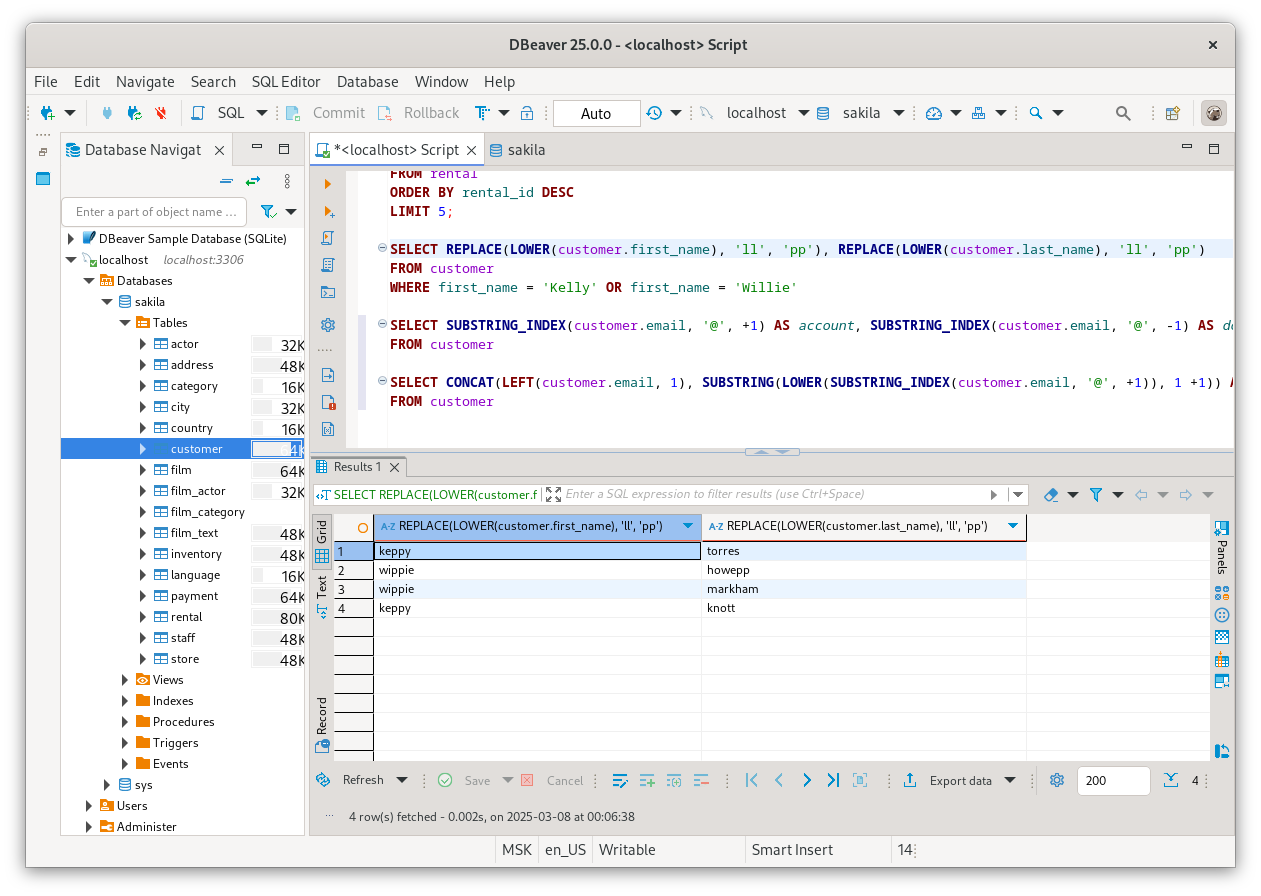 DBeaver 25.0.0 - <localhost> Script
File Edit Navigate Search SQL Editor Database Window Help
SQL Commit Rollback Auto localhost sakila
Database Navigat
Enter a part of object name ...
DBeaver Sample Database (SQLite)
localhost localhost:3306
Databases
sakila
Tables
actor 32K
address 48K
category 16K
city 32K
country 16K
customer 64K
film 64K
film_actor 32K
film_category
film_text 48K
inventory 48K
language 16K
payment 64K
rental 80K
staff 48K
store 48K
Views
Indexes
Procedures
Triggers
Events
sys
Users
Administer
*<localhost> Script sakila
FROM rental
ORDER BY rental_id DESC
LIMIT 5;
SELECT REPLACE(LOWER(customer.first_name), 'll', 'pp'), REPLACE(LOWER(customer.last_name), 'll', 'pp')
FROM customer
WHERE first_name = 'Kelly' OR first_name = 'Willie'
SELECT SUBSTRING_INDEX(customer.email, '@', +1) AS account, SUBSTRING_INDEX(customer.email, '@', -1) AS
FROM customer
SELECT CONCAT(LEFT(customer.email, 1), SUBSTRING(LOWER(SUBSTRING_INDEX(customer.email, '@', +1)), 1 +1))
FROM customer
Results 1
SELECT REPLACE(LOWER(customer.f Enter a SQL expression to filter results (use Ctrl+Space)
Grid
Text
Record
A-Z REPLACE(LOWER(customer.first_name), 'll', 'pp') A-Z REPLACE(LOWER(customer.last_name), 'll', 'pp')
1 keppy torres
2 wippie howepp
3 wippie markham
4 keppy knott
Panels
Refresh Save Cancel Export data 200 4
... 4 row(s) fetched - 0.002s, on 2025-03-08 at 00:06:38
MSK en_US Writable Smart Insert 14